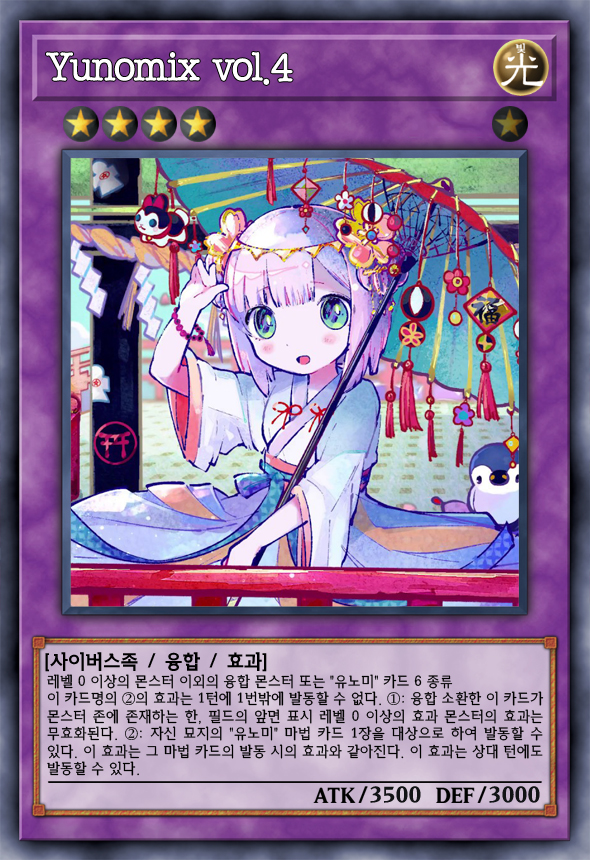 Yunomix vol.4
빛
光
福
[사이버스족 / 융합 / 효과]
레벨 0 이상의 몬스터 이외의 융합 몬스터 또는 "유노미" 카드 6 종류
이 카드명의 ②의 효과는 1턴에 1번밖에 발동할 수 없다. ①: 융합 소환한 이 카드가
몬스터 존에 존재하는 한, 필드의 앞면 표시 레벨 0 이상의 효과 몬스터의 효과는
무효화된다. ②: 자신 묘지의 "유노미" 마법 카드 1장을 대상으로 하여 발동할 수
있다. 이 효과는 그 마법 카드의 발동 시의 효과와 같아진다. 이 효과는 상대 턴에도
발동할 수 있다.
ATK/3500 DEF/3000